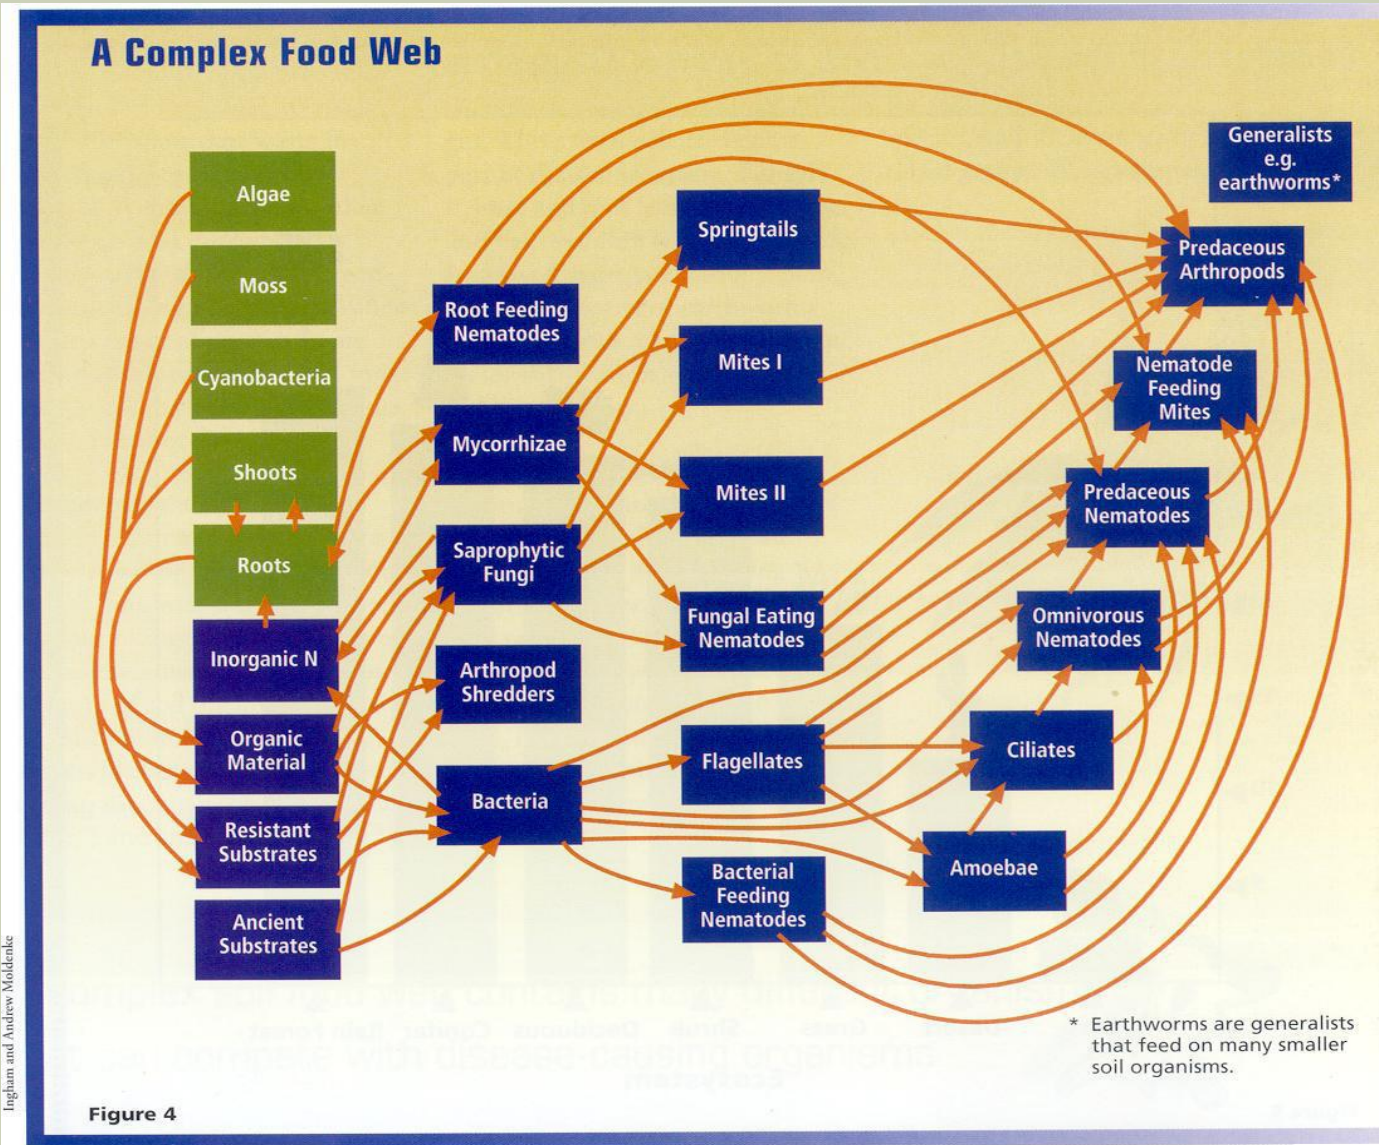 A Complex Food Web
Generalists
e.g.
earthworms*
Algae
Moss
Cyanobacteria
Shoots
Roots
Inorganic N
Organic
Material
Resistant
Substrates
Ancient
Substrates
Root Feeding
Nematodes
Mycorrhizae
Saprophytic
Fungi
Arthropod
Shredders
Bacteria
Springtails
Mites I
Mites II
Fungal Eating
Nematodes
Flagellates
Bacterial
Feeding
Nematodes
Predaceous
Arthropods
Nematode
Feeding
Mites
Predaceous
Nematodes
Omnivorous
Nematodes
Ciliates
Amoebae
* Earthworms are generalists
that feed on many smaller
soil organisms.
Figure 4
Ingham and Andrew Moldenke